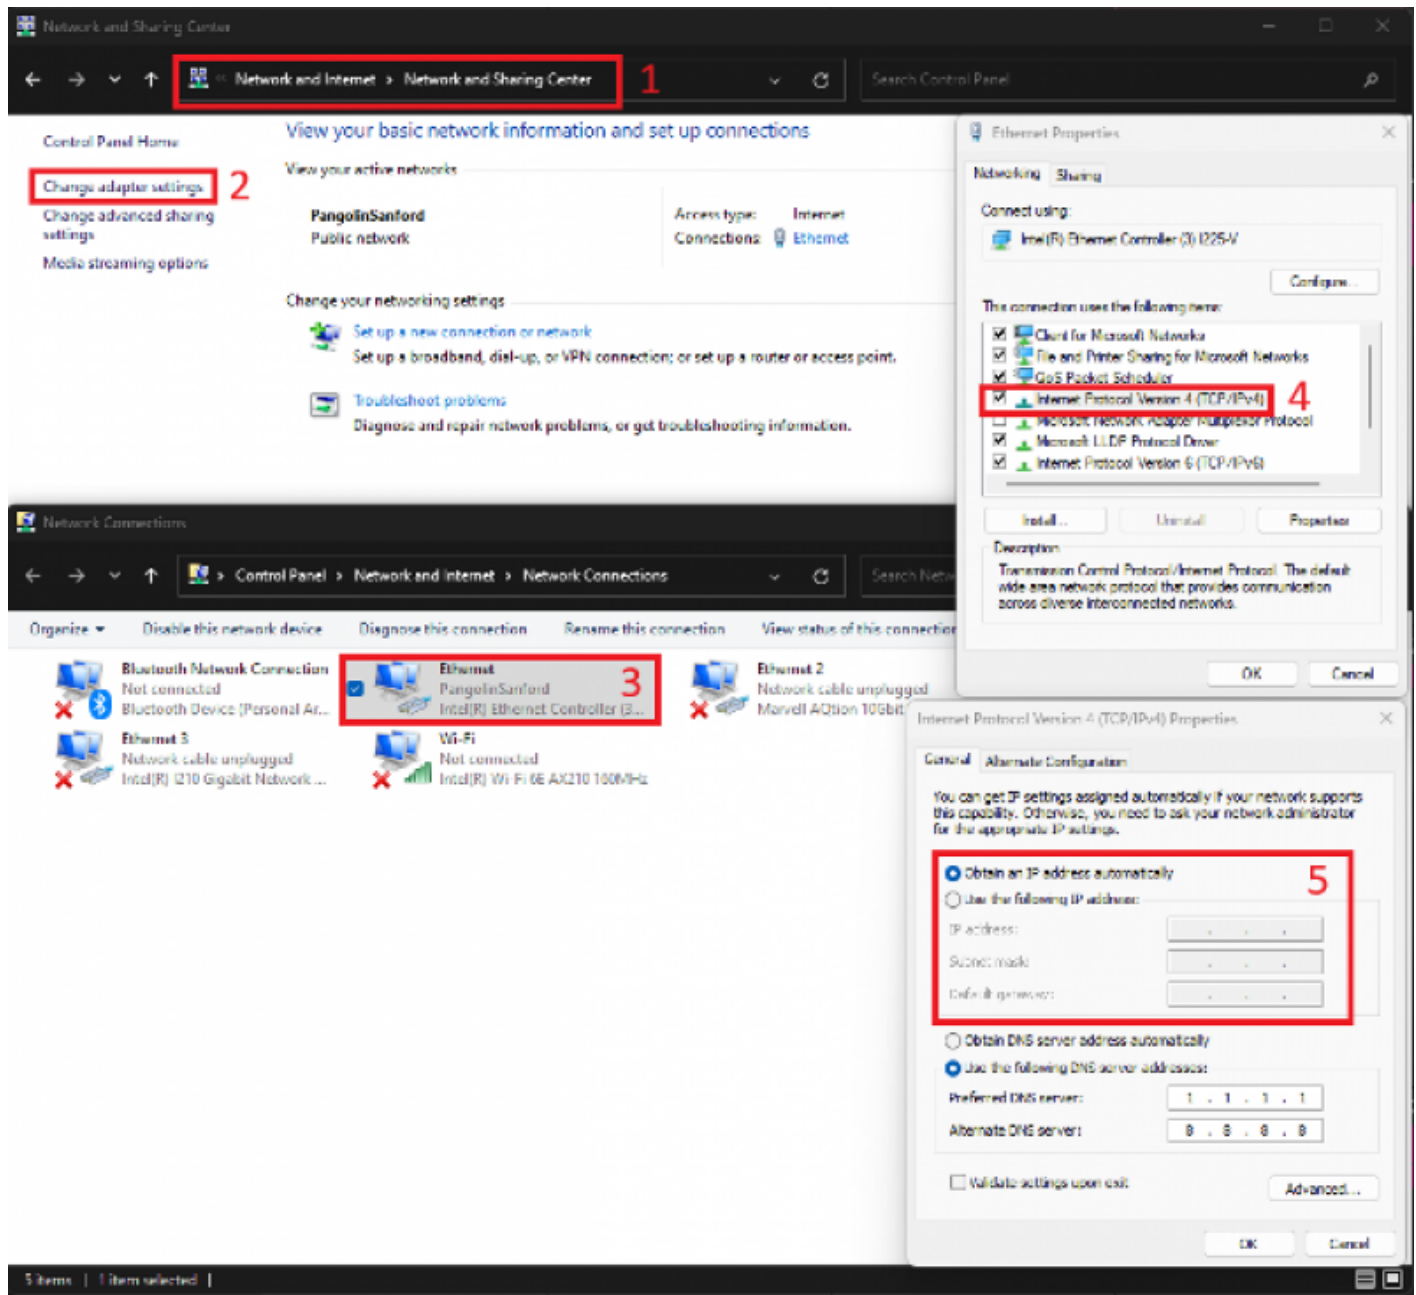 Network and Sharing Center
Network and Internet > Network and Sharing Center
1
Search Control Panel
Control Panel Home
Change adapter settings
2
Change advanced sharing
settings
Media streaming options
View your basic network information and set up connections
View your active networks
PangolinSanford
Public network
Access type: Internet
Connections: Ethernet
Change your networking settings
Set up a new connection or network
Set up a broadband, dial-up, or VPN connection; or set up a router or access point.
Troubleshoot problems
Diagnose and repair network problems, or get troubleshooting information.
Ethernet Properties
Networking Sharing
Connect using:
Intel(R) Ethernet Controller (3) I225-V
Configure...
This connection uses the following items:
Client for Microsoft Networks
File and Printer Sharing for Microsoft Networks
QoS Packet Scheduler
Internet Protocol Version 4 (TCP/IPv4)
4
Microsoft Network Adapter Multiplexor Protocol
Microsoft LLDP Protocol Driver
Internet Protocol Version 6 (TCP/IPv6)
Install... Uninstall Properties
Description
Transmission Control Protocol/Internet Protocol. The default
wide area network protocol that provides communication
across diverse interconnected networks.
OK Cancel
Network Connections
Control Panel > Network and Internet > Network Connections
Search Netw
Organize Disable this network device Diagnose this connection Rename this connection View status of this connection
Bluetooth Network Connection
Not connected
Bluetooth Device (Personal Ar...
Ethernet
PangolinSanford
Intel(R) Ethernet Controller (3...
3
Ethernet 2
Network cable unplugged
Marvell AQtion 10Gbit
Ethernet 3
Network cable unplugged
Intel(R) I210 Gigabit Network ...
Wi-Fi
Not connected
Intel(R) Wi-Fi 6E AX210 160MHz
Internet Protocol Version 4 (TCP/IPv4) Properties
General Alternate Configuration
You can get IP settings assigned automatically if your network supports
this capability. Otherwise, you need to ask your network administrator
for the appropriate IP settings.
Obtain an IP address automatically
5
Use the following IP address:
IP address:
Subnet mask:
Default gateway:
Obtain DNS server address automatically
Use the following DNS server addresses:
Preferred DNS server: 1 . 1 . 1 . 1
Alternate DNS server: 8 . 8 . 8 . 8
Validate settings upon exit
Advanced...
OK Cancel
5 items | 1 item selected |